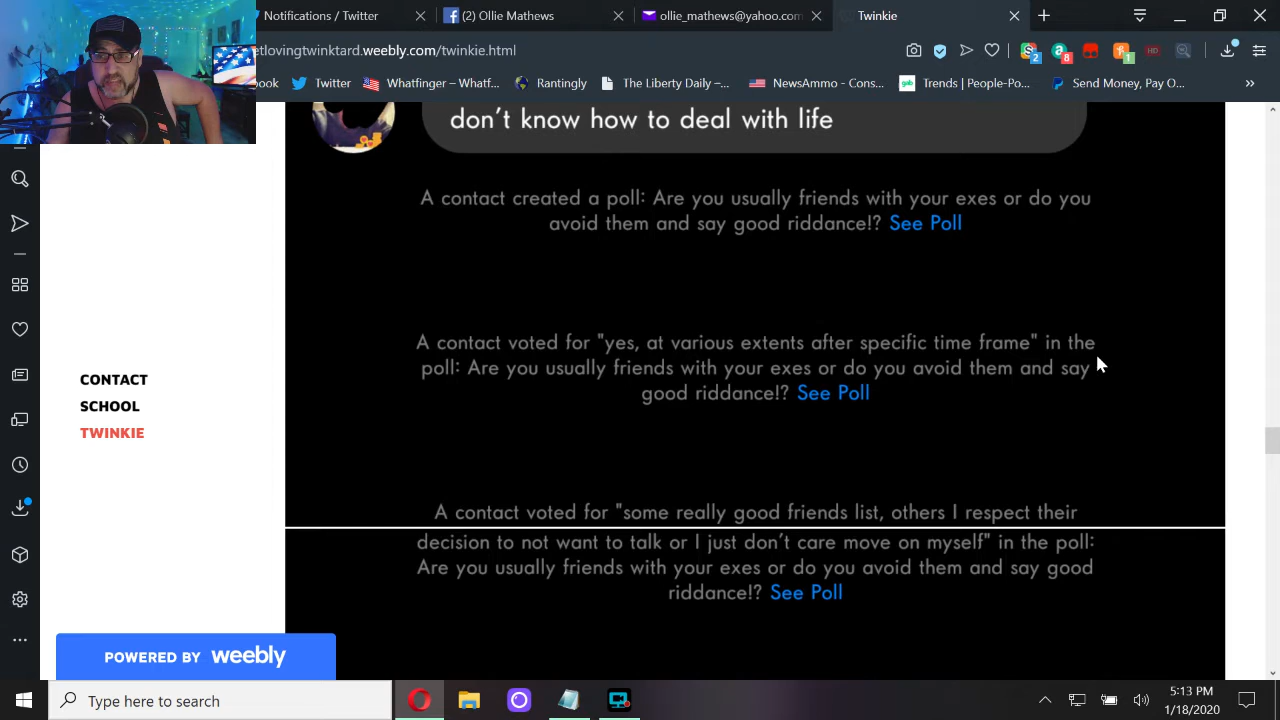 (2) Ollie Mathews
ollie_mathews@yahoo.com
etlovingtwinktard.weebly.com/twinkie.html
2
8
1
HD
ook
Twitter
Whatfinger – Whatf...
Rantingly
The Liberty Daily –...
NewsAmmo – Cons...
gab
Trends | People-Po...
Send Money, Pay O...
don't know how to deal with life
A contact created a poll: Are you usually friends with your exes or do you
avoid them and say good riddance!? See Poll
A contact voted for "yes, at various extents after specific time frame" in the
poll: Are you usually friends with your exes or do you avoid them and say
good riddance!? See Poll
CONTACT
SCHOOL
TWINKIE
A contact voted for "some really good friends list, others I respect their
decision to not want to talk or I just don't care move on myself" in the poll:
Are you usually friends with your exes or do you avoid them and say good
riddance!? See Poll
POWERED BY weebly
Type here to search
5:13 PM
1/18/2020